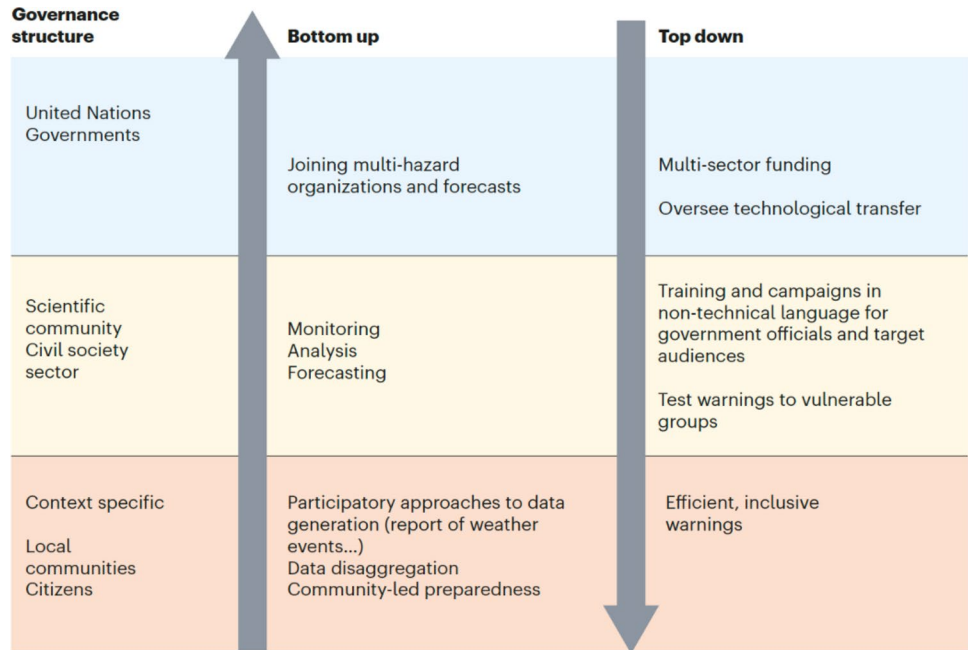 Governance
structure
Bottom up
Top down
United Nations
Governments
Joining multi-hazard
organizations and forecasts
Multi-sector funding
Oversee technological transfer
Scientific
community
Civil society
sector
Monitoring
Analysis
Forecasting
Training and campaigns in
non-technical language for
government officials and target
audiences
Test warnings to vulnerable
groups
Context specific
Local
communities
Citizens
Participatory approaches to data
generation (report of weather
events...)
Data disaggregation
Community-led preparedness
Efficient, inclusive
warnings